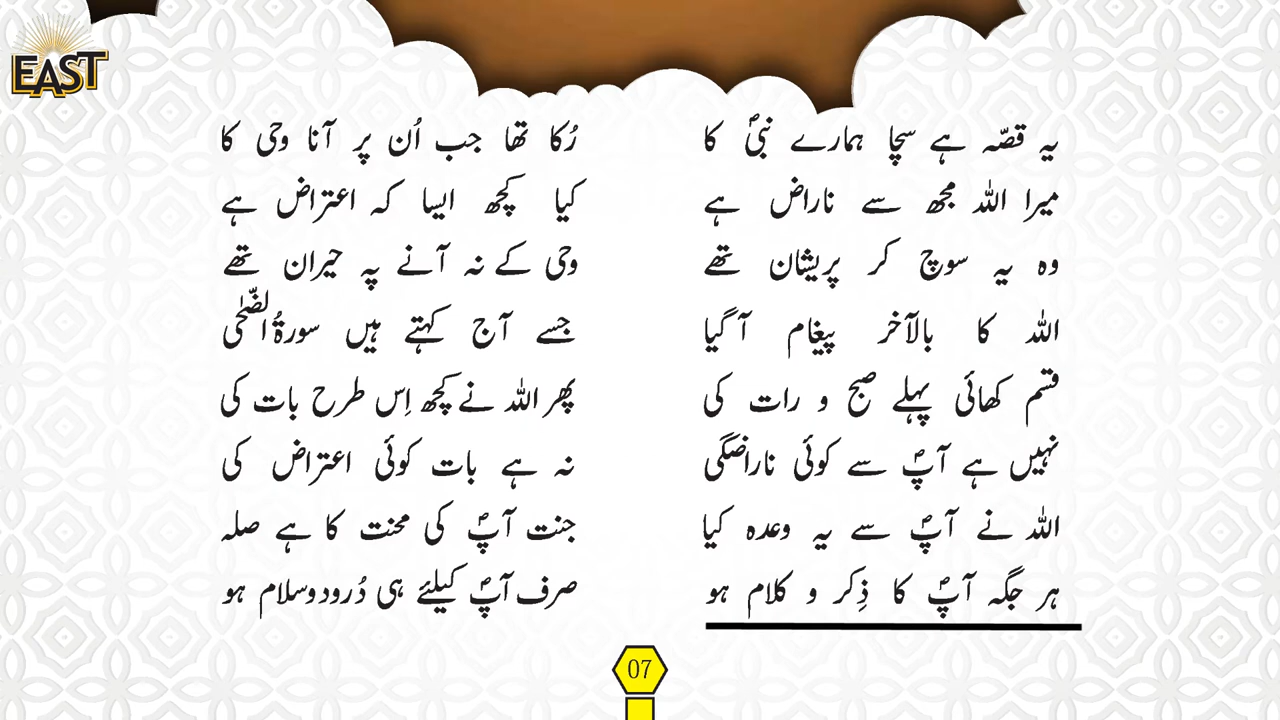 EAST
یہ قصّہ ہے سچا ہمارے نبیؐ کا
رُکا تھا جب اُن پر آنا وحی کا
میرا اللہ مجھ سے ناراض ہے
کیا کچھ ایسا کہ اعتراض ہے
وہ یہ سوچ کر پریشان تھے
وحی کے نہ آنے پہ حیران تھے
اللہ کا بالآخر پیغام آ گیا
جسے آج کہتے ہیں سورۃُ الضّحٰی
قسم کھائی پہلے صبح و رات کی
پھر اللہ نے کچھ اِس طرح بات کی
نہیں ہے آپؐ سے کوئی ناراضگی
نہ ہے بات کوئی اعتراض کی
اللہ نے آپؐ سے یہ وعدہ کیا
جنت آپؐ کی محنت کا ہے صلہ
ہر جگہ آپؐ کا ذِکر و کلام ہو
صرف آپؐ کیلئے ہی دُرود وسلام ہو
07